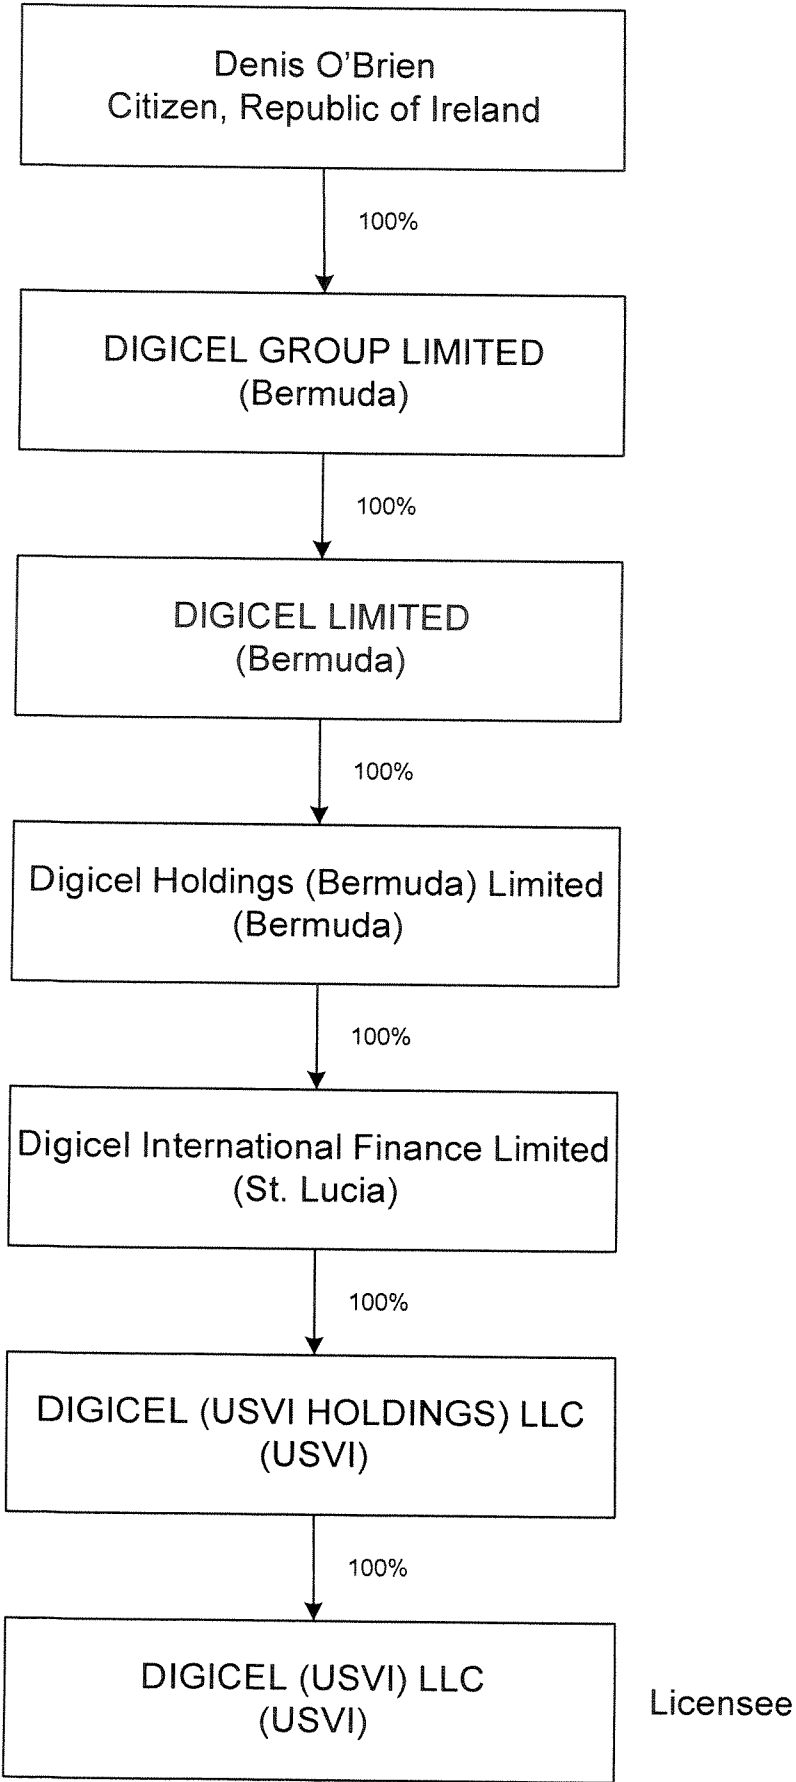 Denis O'Brien
Citizen, Republic of Ireland
100%
DIGICEL GROUP LIMITED
(Bermuda)
100%
DIGICEL LIMITED
(Bermuda)
100%
Digicel Holdings (Bermuda) Limited
(Bermuda)
100%
Digicel International Finance Limited
(St. Lucia)
100%
DIGICEL (USVI HOLDINGS) LLC
(USVI)
100%
DIGICEL (USVI) LLC
(USVI)
Licensee